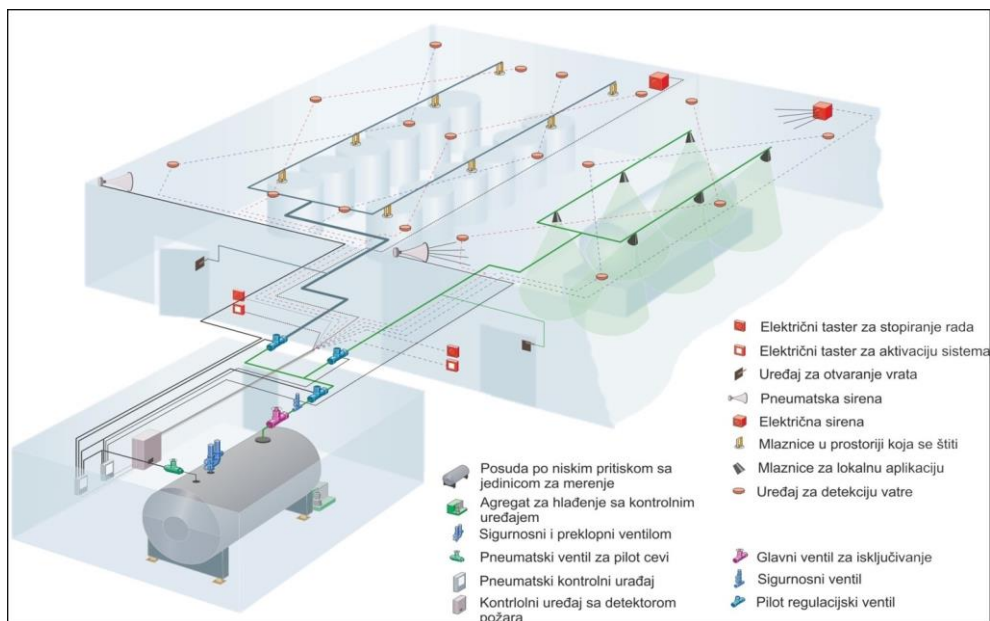 Električni taster za stopiranje rada
Električni taster za aktivaciju sistema
Uređaj za otvaranje vrata
Pneumatska sirena
Električna sirena
Mlaznice u prostoriji koja se štiti
Mlaznice za lokalnu aplikaciju
Uređaj za detekciju vatre
Posuda po niskim pritiskom sa
jedinicom za merenje
Agregat za hlađenje sa kontrolnim
uređajem
Sigurnosni i preklopni ventilom
Pneumatski ventil za pilot cevi
Pneumatski kontrolni urađaj
Kontrlolni uređaj sa detektorom
požara
Glavni ventil za isključivanje
Sigurnosni ventil
Pilot regulacijski ventil